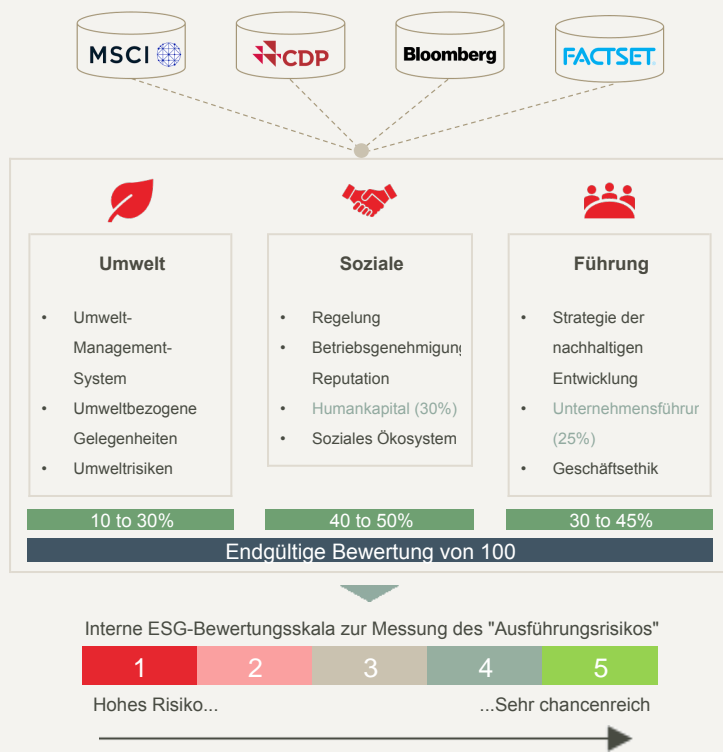 MSCI
CDP
Bloomberg
FACTSET
Umwelt
• Umwelt-
Management-
System
• Umweltbezogene
Gelegenheiten
• Umweltrisiken
10 to 30%
Soziale
• Regelung
• Betriebsgenehmigung
Reputation
• Humankapital (30%)
• Soziales Ökosystem
40 to 50%
Führung
• Strategie der
nachhaltigen
Entwicklung
• Unternehmensführur
(25%)
• Geschäftsethik
30 to 45%
Endgültige Bewertung von 100
Interne ESG-Bewertungsskala zur Messung des "Ausführungsrisikos"
1 2 3 4 5
Hohes Risiko... ...Sehr chancenreich